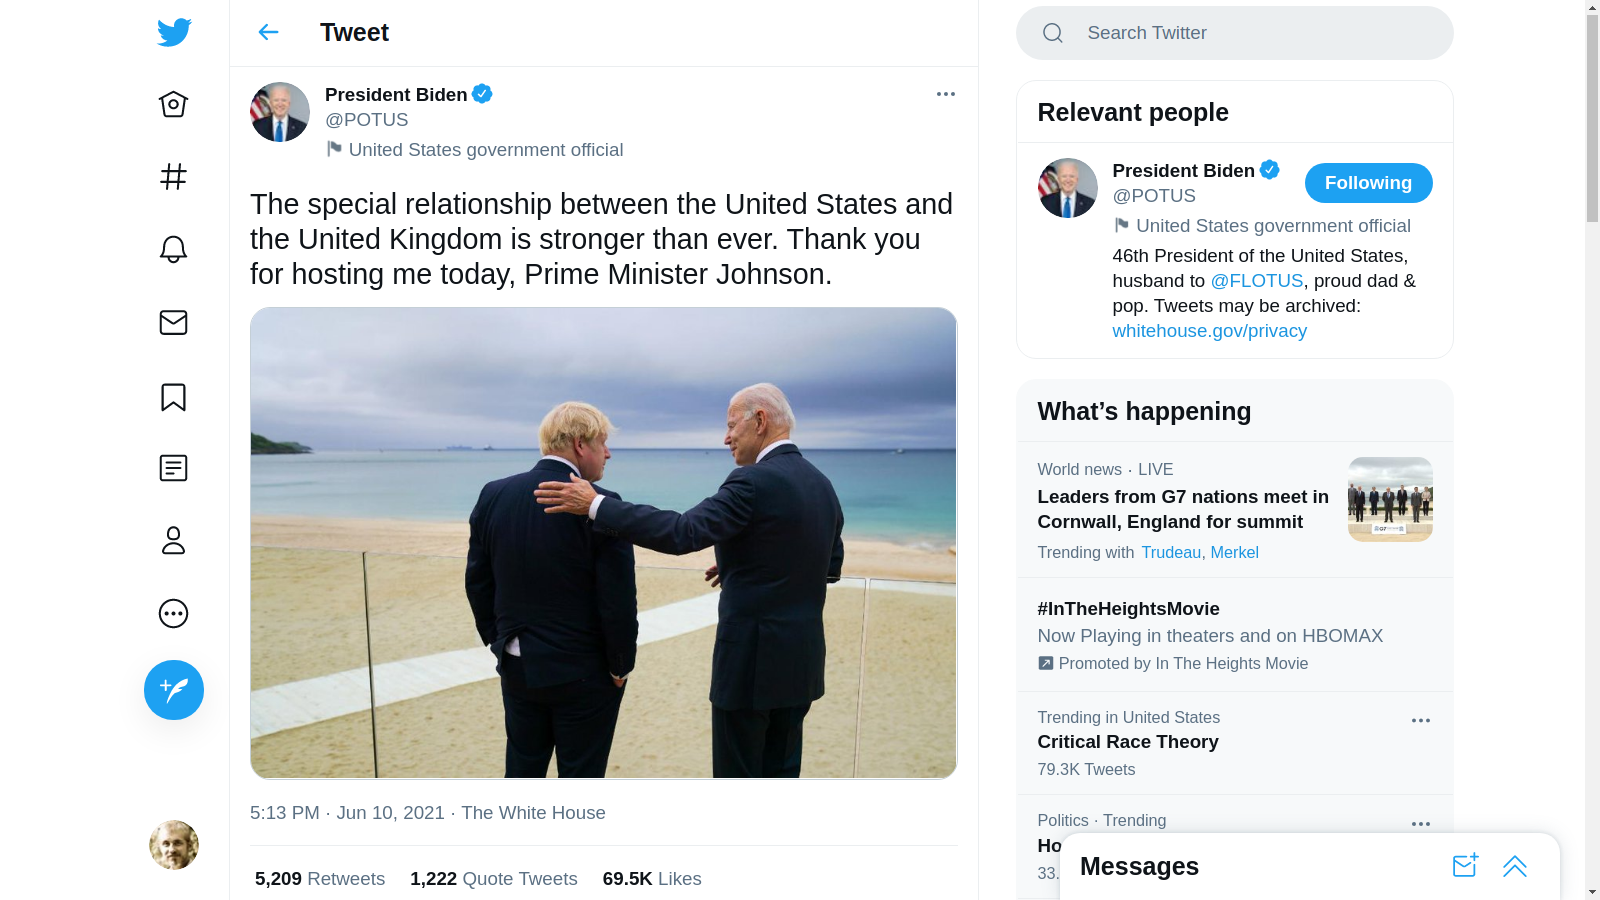 Tweet
President Biden
@POTUS
United States government official
The special relationship between the United States and
the United Kingdom is stronger than ever. Thank you
for hosting me today, Prime Minister Johnson.
5:13 PM · Jun 10, 2021 · The White House
5,209 Retweets 1,222 Quote Tweets 69.5K Likes
Search Twitter
Relevant people
President Biden
@POTUS
Following
United States government official
46th President of the United States,
husband to @FLOTUS, proud dad &
pop. Tweets may be archived:
whitehouse.gov/privacy
What’s happening
World news · LIVE
Leaders from G7 nations meet in
Cornwall, England for summit
Trending with Trudeau, Merkel
#InTheHeightsMovie
Now Playing in theaters and on HBOMAX
Promoted by In The Heights Movie
Trending in United States
Critical Race Theory
79.3K Tweets
Politics · Trending
Ho
33.
Messages